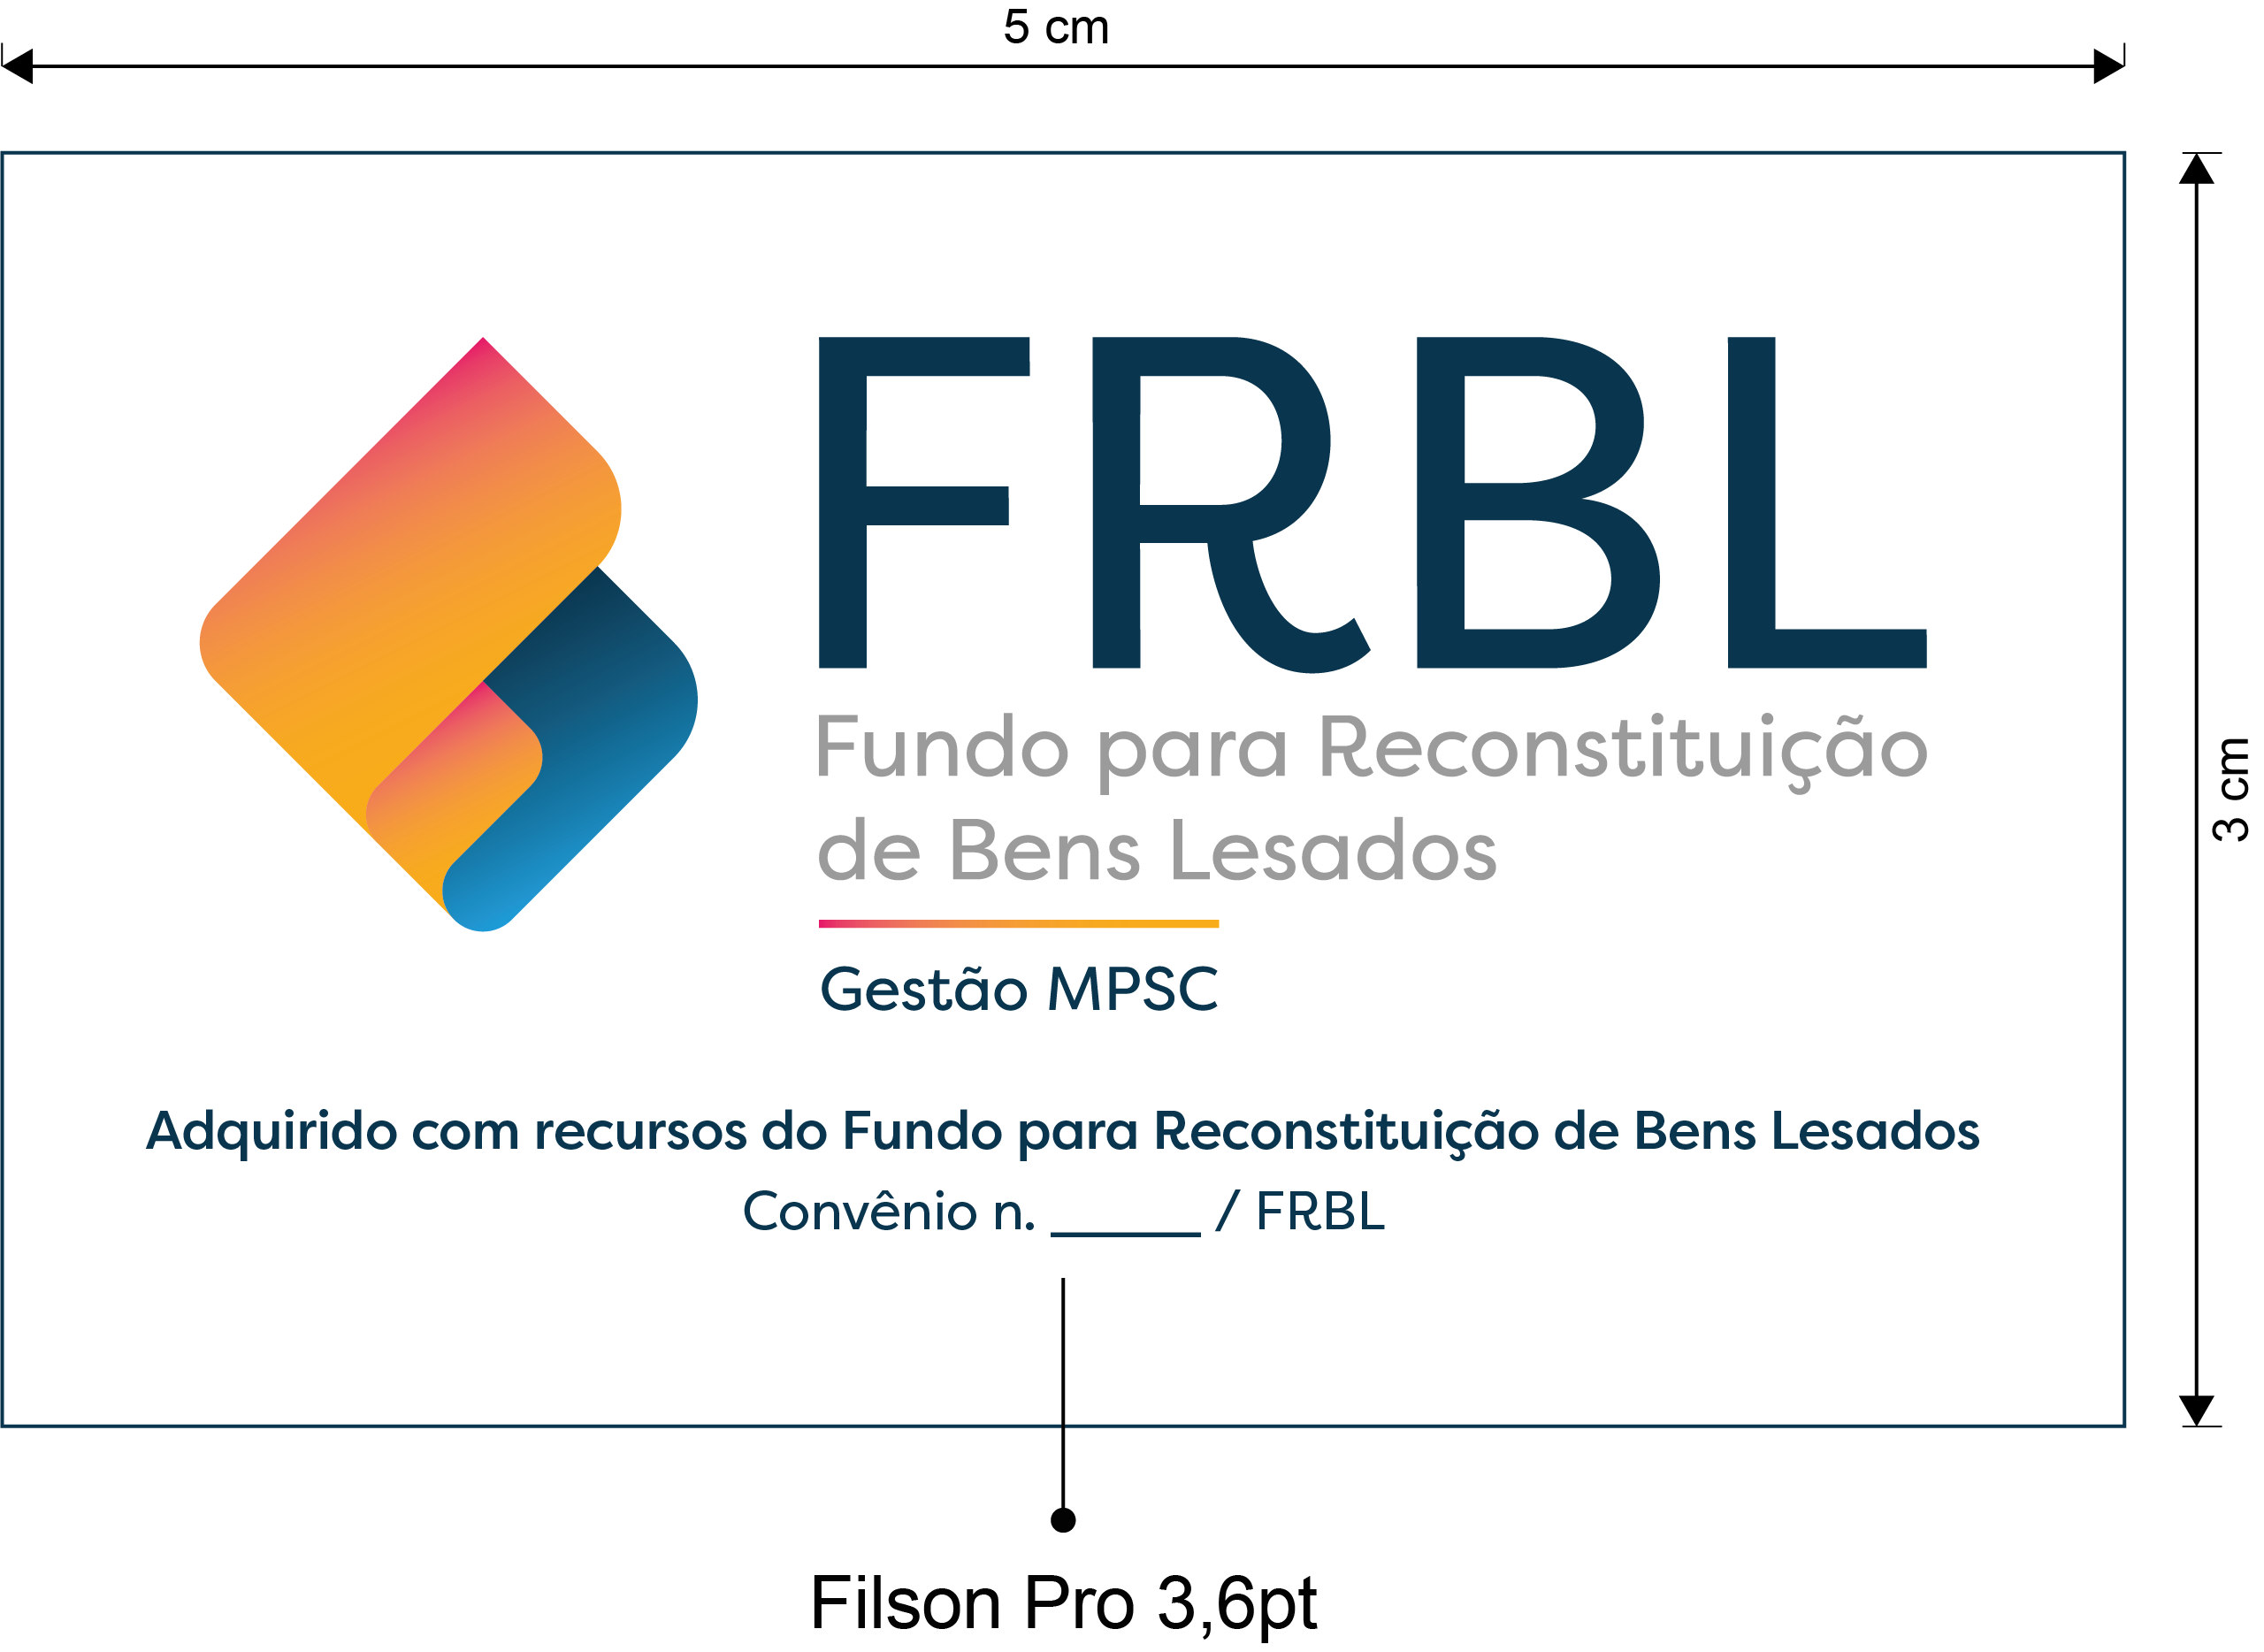 5 cm
FRBL
Fundo para Reconstituição
de Bens Lesados
Gestão MPSC
3 cm
Adquirido com recursos do Fundo para Reconstituição de Bens Lesados
Convênio n. ______ / FRBL
Filson Pro 3,6pt